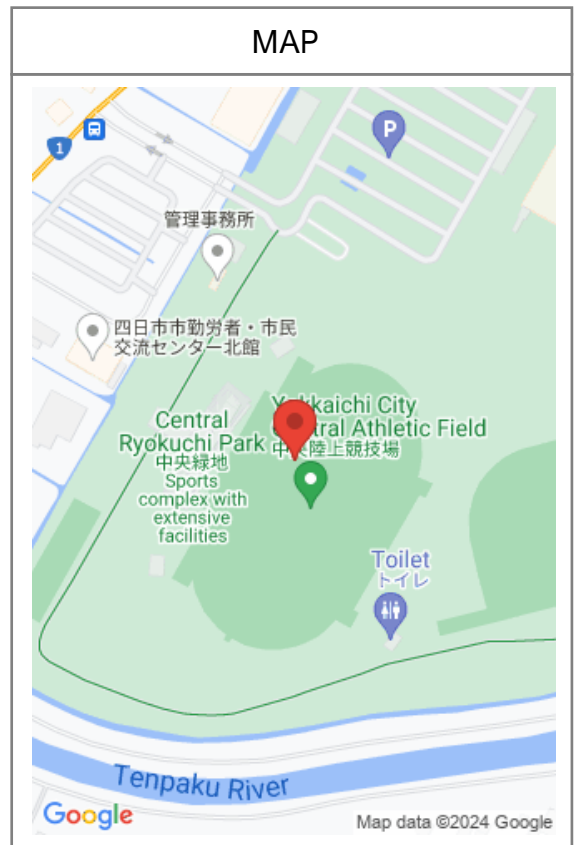 MAP
P
1
管理事務所
四日市市勤労者・市民
交流センター北館
Yokkaichi City
Central Athletic Field
中央陸上競技場
Central
Ryokuchi Park
中央緑地
Sports
complex with
extensive
facilities
Toilet
トイレ
Tenpaku River
Google
Map data ©2024 Google